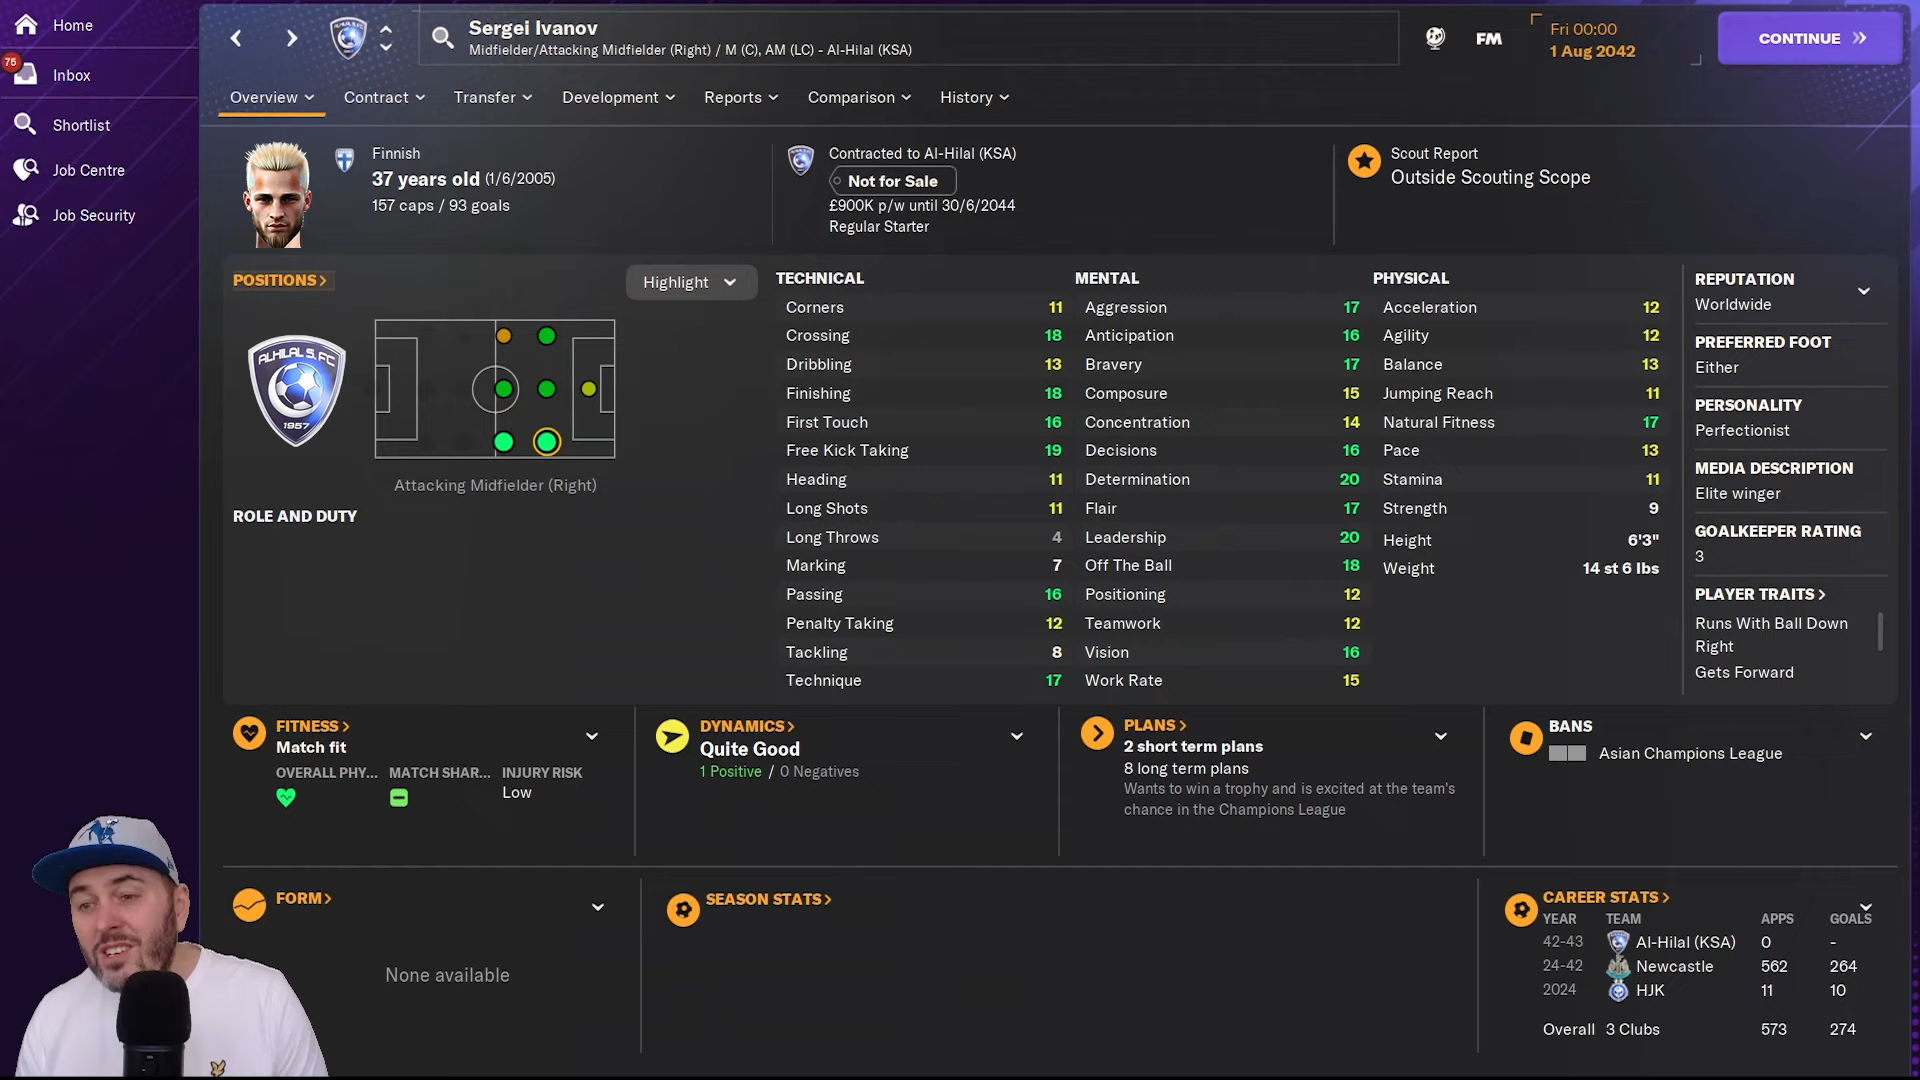 Home
75
Inbox
Shortlist
Job Centre
Job Security
Sergei Ivanov
Midfielder/Attacking Midfielder (Right) / M (C), AM (LC) - Al-Hilal (KSA)
FM
Fri 00:00
1 Aug 2042
CONTINUE
Overview
Contract
Transfer
Development
Reports
Comparison
History
Finnish
37 years old (1/6/2005)
157 caps / 93 goals
Contracted to Al-Hilal (KSA)
Not for Sale
£900K p/w until 30/6/2044
Regular Starter
Scout Report
Outside Scouting Scope
POSITIONS
Highlight
ALHILAL S. FC
1957
Attacking Midfielder (Right)
ROLE AND DUTY
TECHNICAL
Corners 11
Crossing 18
Dribbling 13
Finishing 18
First Touch 16
Free Kick Taking 19
Heading 11
Long Shots 11
Long Throws 4
Marking 7
Passing 16
Penalty Taking 12
Tackling 8
Technique 17
MENTAL
Aggression 17
Anticipation 16
Bravery 17
Composure 15
Concentration 14
Decisions 16
Determination 20
Flair 17
Leadership 20
Off The Ball 18
Positioning 12
Teamwork 12
Vision 16
Work Rate 15
PHYSICAL
Acceleration 12
Agility 12
Balance 13
Jumping Reach 11
Natural Fitness 17
Pace 13
Stamina 11
Strength 9
Height 6'3"
Weight 14 st 6 lbs
REPUTATION
Worldwide
PREFERRED FOOT
Either
PERSONALITY
Perfectionist
MEDIA DESCRIPTION
Elite winger
GOALKEEPER RATING
3
PLAYER TRAITS
Runs With Ball Down
Right
Gets Forward
FITNESS
Match fit
OVERALL PHY... MATCH SHAR... INJURY RISK
Low
DYNAMICS
Quite Good
1 Positive / 0 Negatives
PLANS
2 short term plans
8 long term plans
Wants to win a trophy and is excited at the team's
chance in the Champions League
BANS
Asian Champions League
FORM
None available
SEASON STATS
CAREER STATS
YEAR TEAM APPS GOALS
42-43 Al-Hilal (KSA) 0 -
24-42 Newcastle 562 264
2024 HJK 11 10
Overall 3 Clubs 573 274